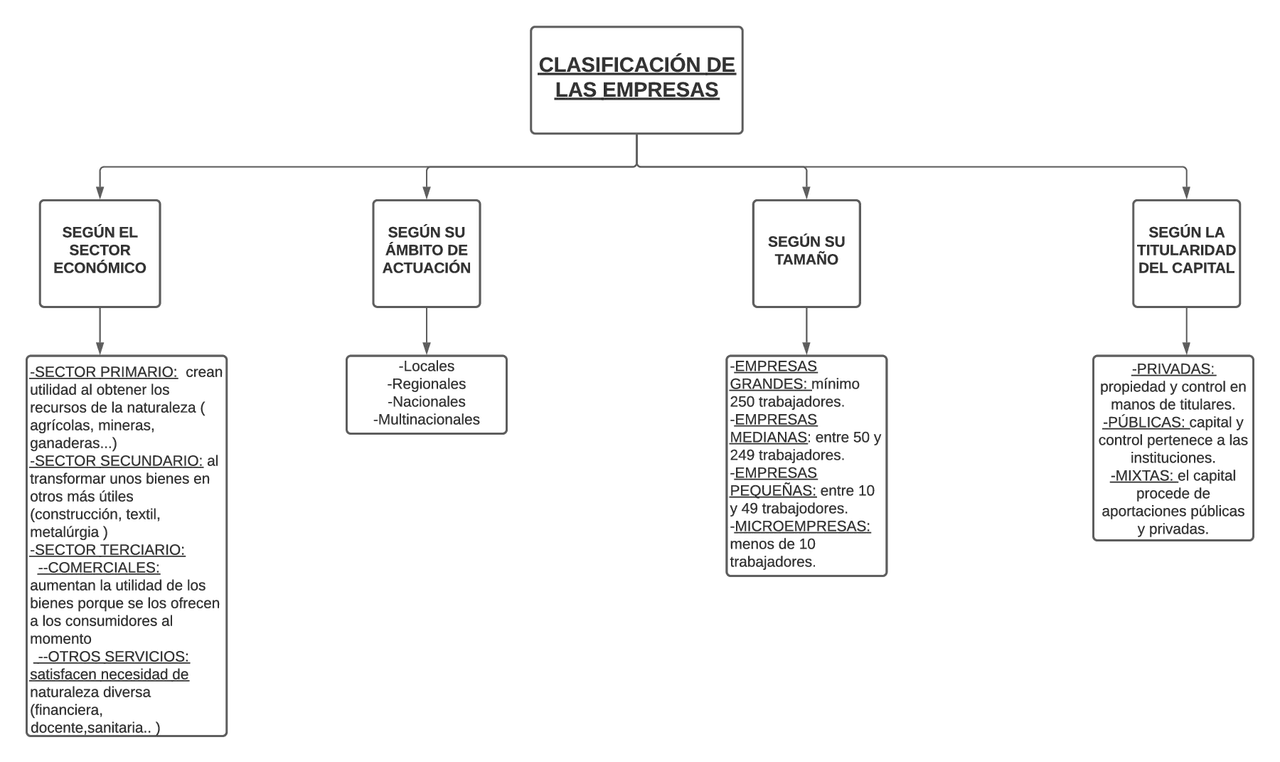 CLASIFICACIÓN DE
LAS EMPRESAS
SEGÚN EL
SECTOR
ECONÓMICO
SEGÚN SU
ÁMBITO DE
ACTUACIÓN
SEGÚN SU
TAMAÑO
SEGÚN LA
TITULARIDAD
DEL CAPITAL
-SECTOR PRIMARIO: crean
utilidad al obtener los
recursos de la naturaleza (
agrícolas, mineras,
ganaderas...)
-SECTOR SECUNDARIO: al
transformar unos bienes en
otros más útiles
(construcción, textil,
metalúrgia )
-SECTOR TERCIARIO:
--COMERCIALES:
aumentan la utilidad de los
bienes porque se los ofrecen
a los consumidores al
momento
--OTROS SERVICIOS:
satisfacen necesidad de
naturaleza diversa
(financiera,
docente,sanitaria.. )
-Locales
-Regionales
-Nacionales
-Multinacionales
-EMPRESAS
GRANDES: mínimo
250 trabajadores.
-EMPRESAS
MEDIANAS: entre 50 y
249 trabajadores.
-EMPRESAS
PEQUEÑAS: entre 10
y 49 trabajodores.
-MICROEMPRESAS:
menos de 10
trabajadores.
-PRIVADAS:
propiedad y control en
manos de titulares.
-PÚBLICAS: capital y
control pertenece a las
instituciones.
-MIXTAS: el capital
procede de
aportaciones públicas
y privadas.